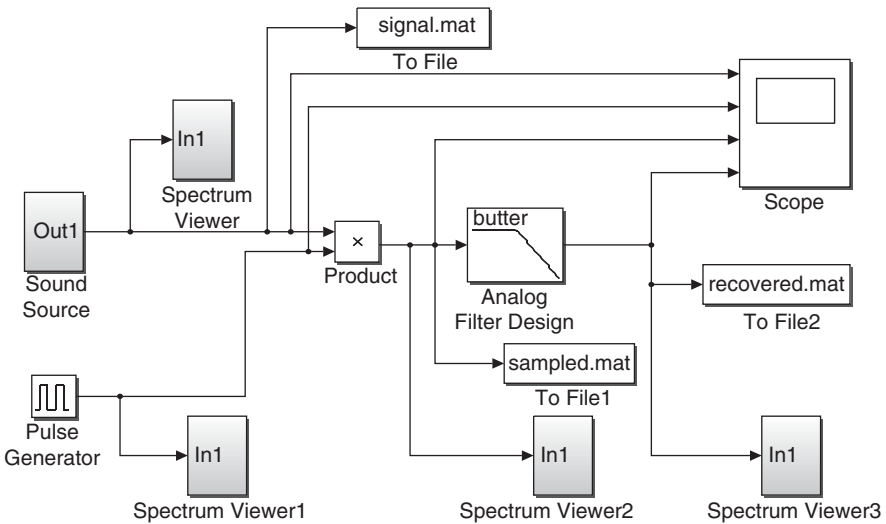 signal.mat
To File
In1
Spectrum
Viewer
Scope
Out1
Sound
Source
×
Product
butter
Analog
Filter Design
recovered.mat
To File2
sampled.mat
To File1
Pulse
Generator
In1
Spectrum Viewer1
In1
Spectrum Viewer2
In1
Spectrum Viewer3